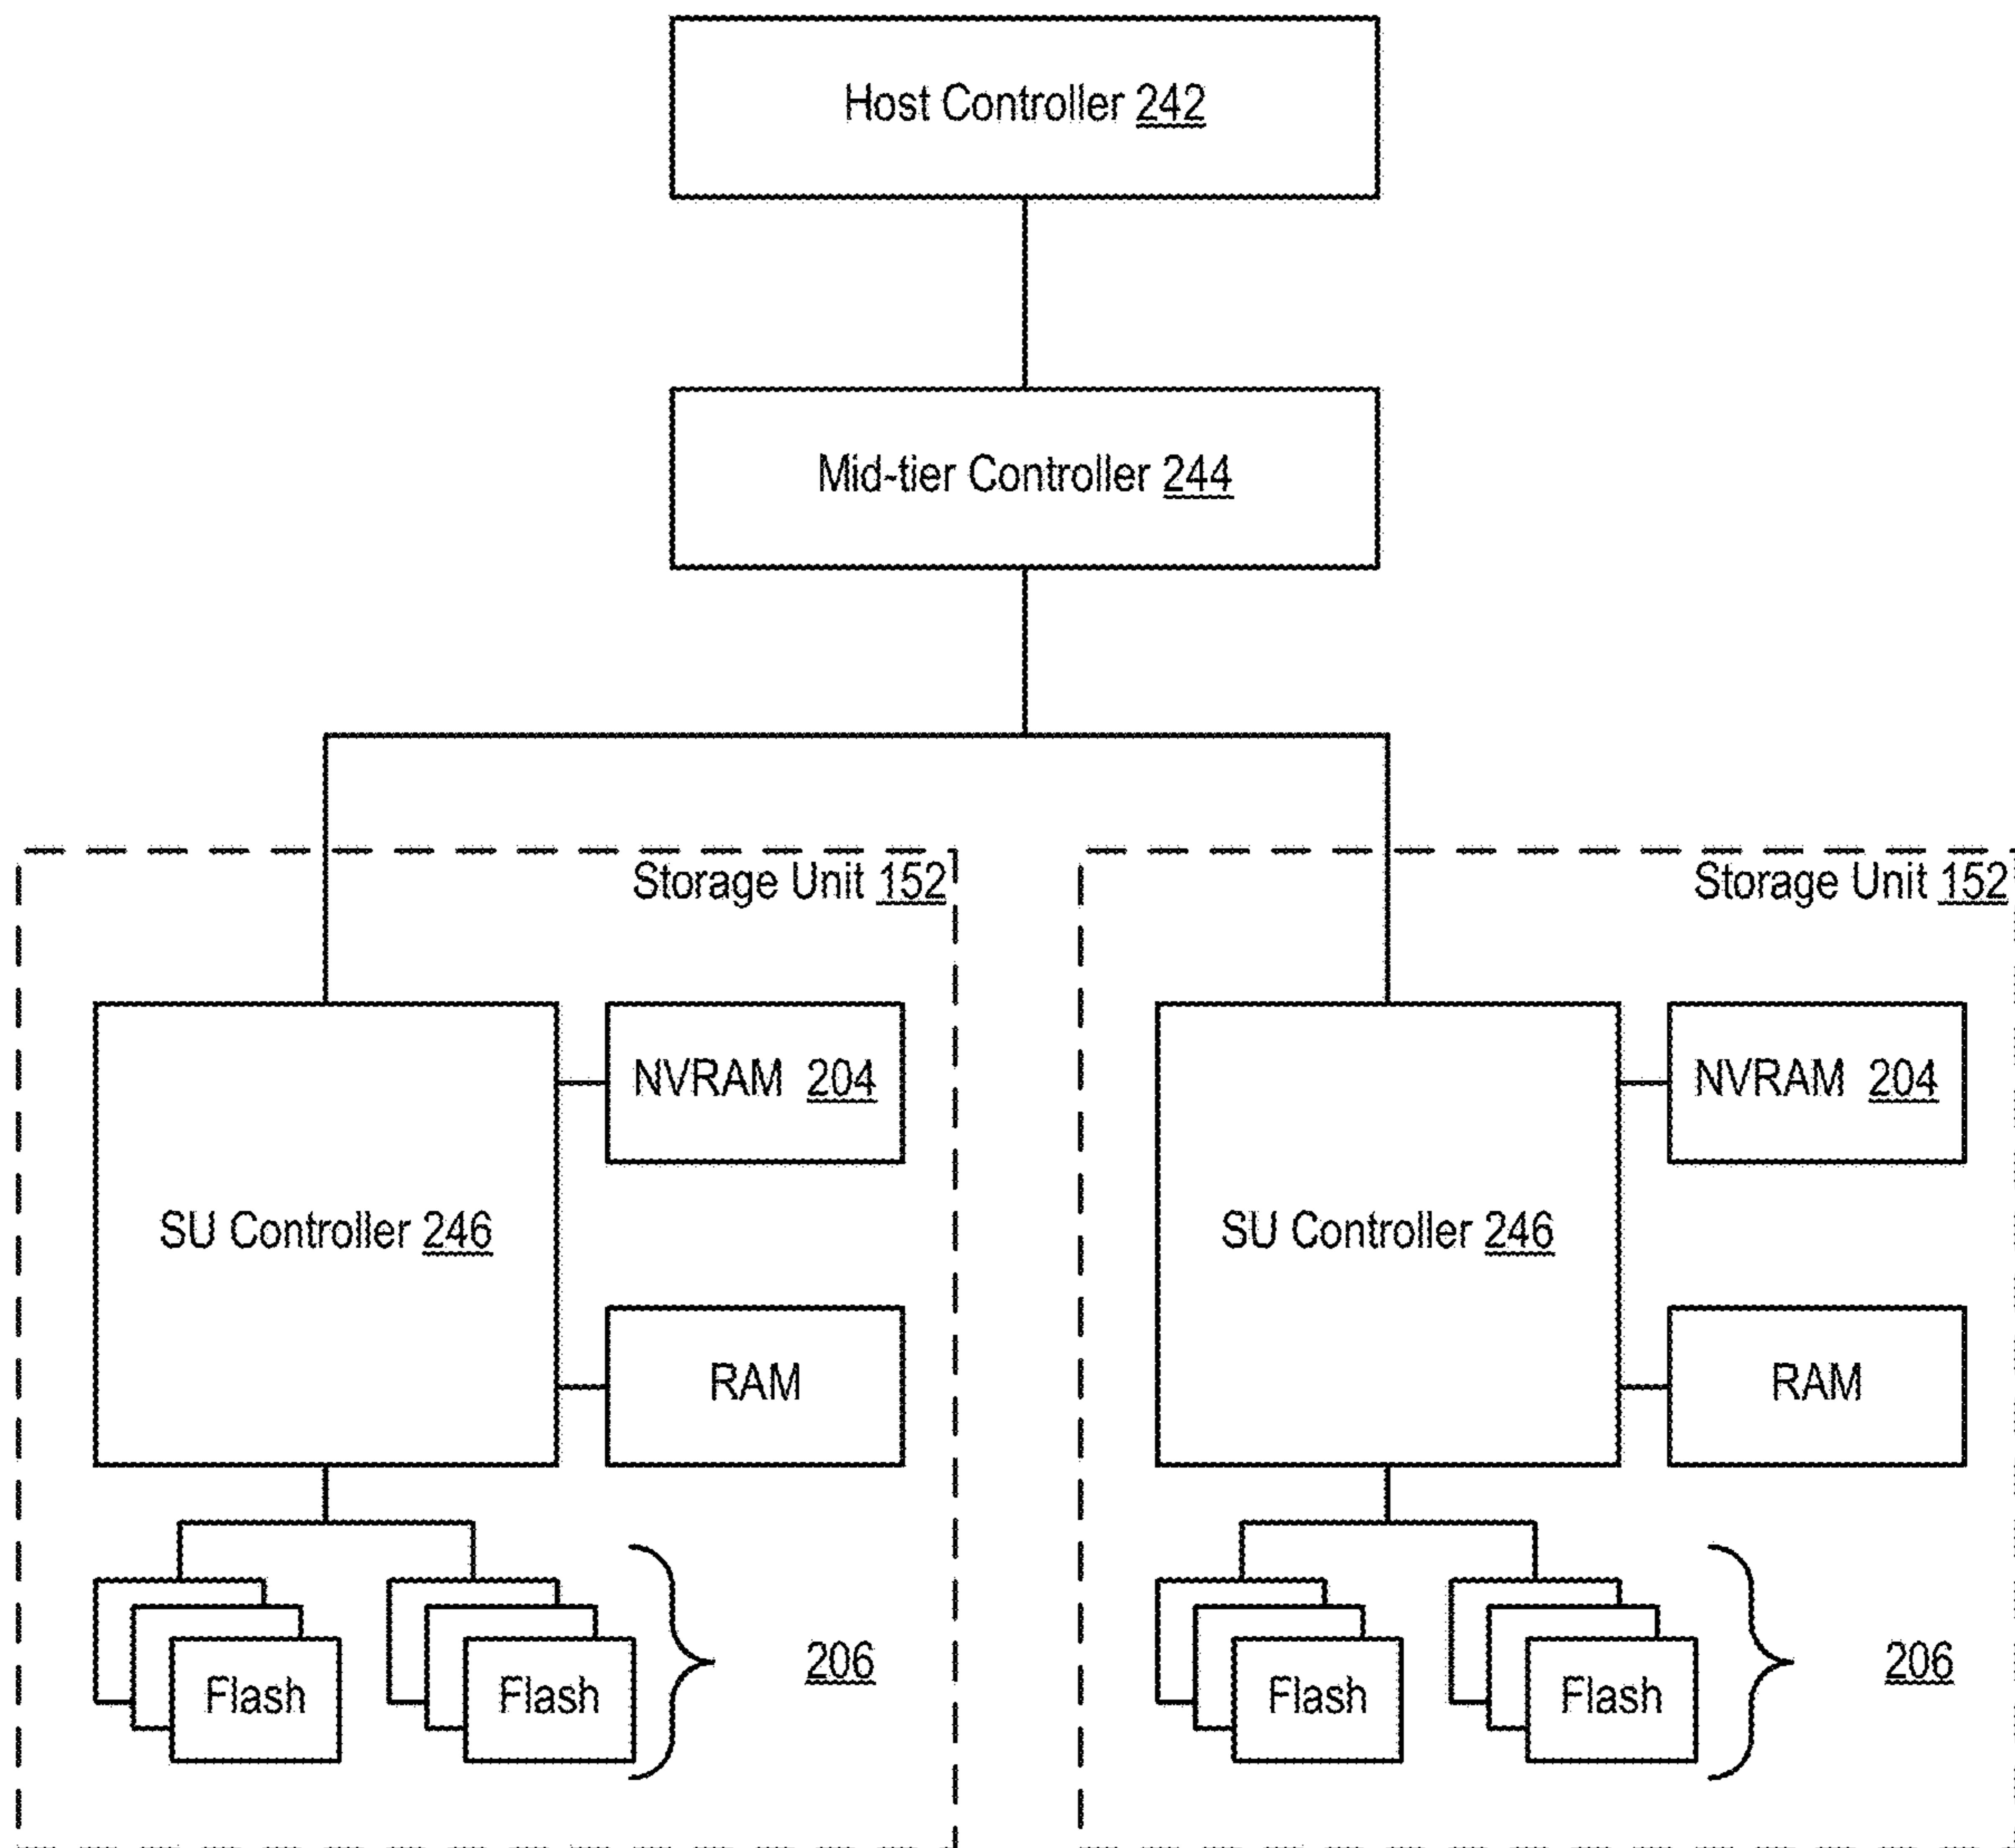 Host Controller 242
Mid-tier Controller 244
Storage Unit 152
Storage Unit 152
NVRAM 204
NVRAM 204
SU Controller 246
SU Controller 246
RAM
RAM
206
206
Flash
Flash
Flash
Flash